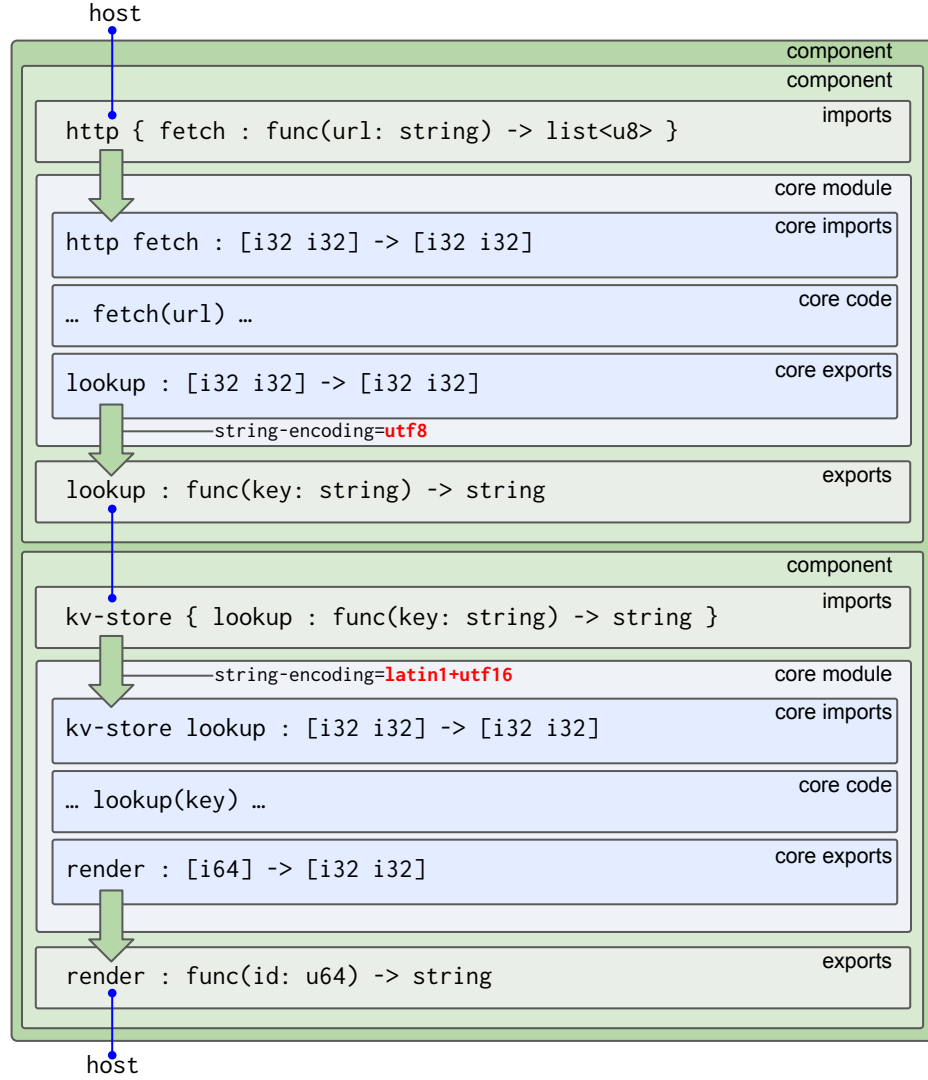 host
component
component
imports
http { fetch : func(url: string) -> list<u8> }
core module
core imports
http fetch : [i32 i32] -> [i32 i32]
core code
… fetch(url) …
core exports
lookup : [i32 i32] -> [i32 i32]
string-encoding=utf8
exports
lookup : func(key: string) -> string
component
imports
kv-store { lookup : func(key: string) -> string }
string-encoding=latin1+utf16
core module
core imports
kv-store lookup : [i32 i32] -> [i32 i32]
core code
… lookup(key) …
core exports
render : [i64] -> [i32 i32]
exports
render : func(id: u64) -> string
host